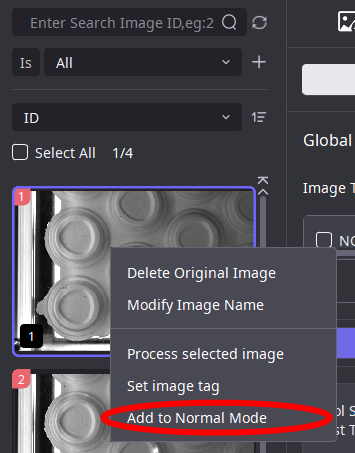 Enter Search Image ID,eg:2
Is
All
ID
Select All 1/4
Global
Image T
1
NO
1
Delete Original Image
Modify Image Name
Process selected image
Set image tag
Add to Normal Mode
2
ol S
st T